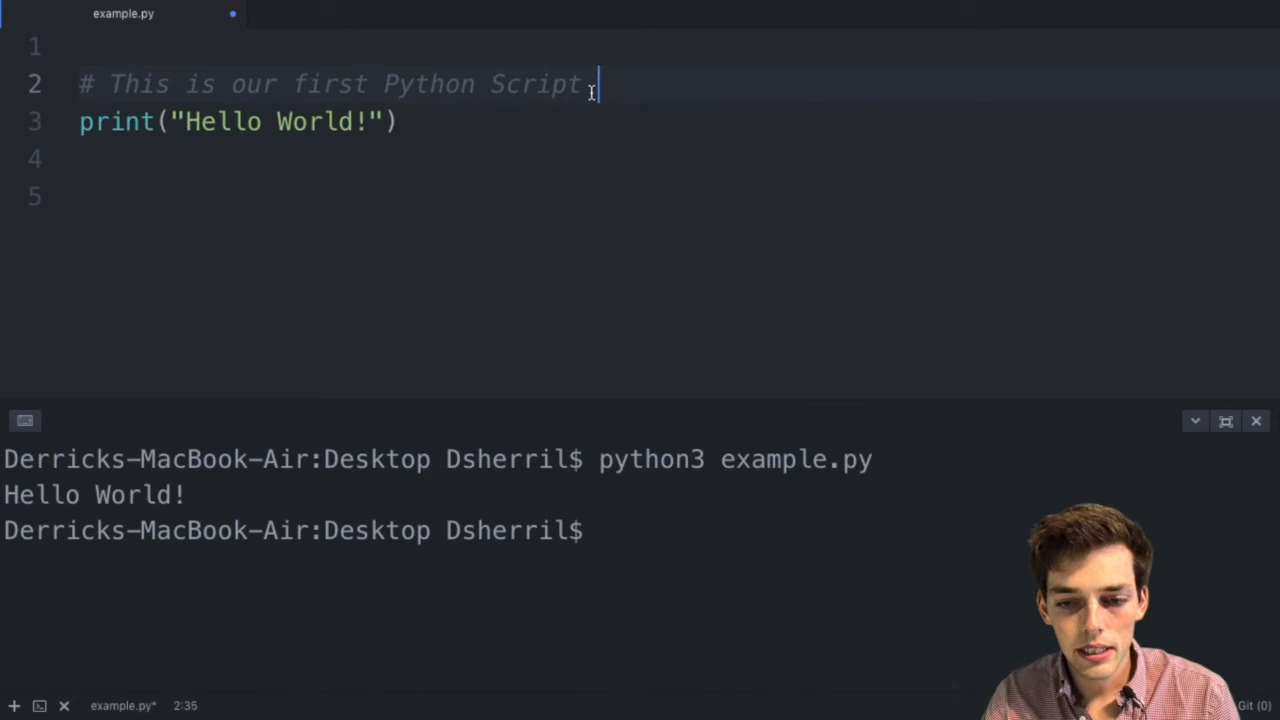 example.py
1
2 # This is our first Python Script
3 print("Hello World!")
4
5
Derricks-MacBook-Air:Desktop Dsherril$ python3 example.py
Hello World!
Derricks-MacBook-Air:Desktop Dsherril$
example.py* 2:35 Git (0)